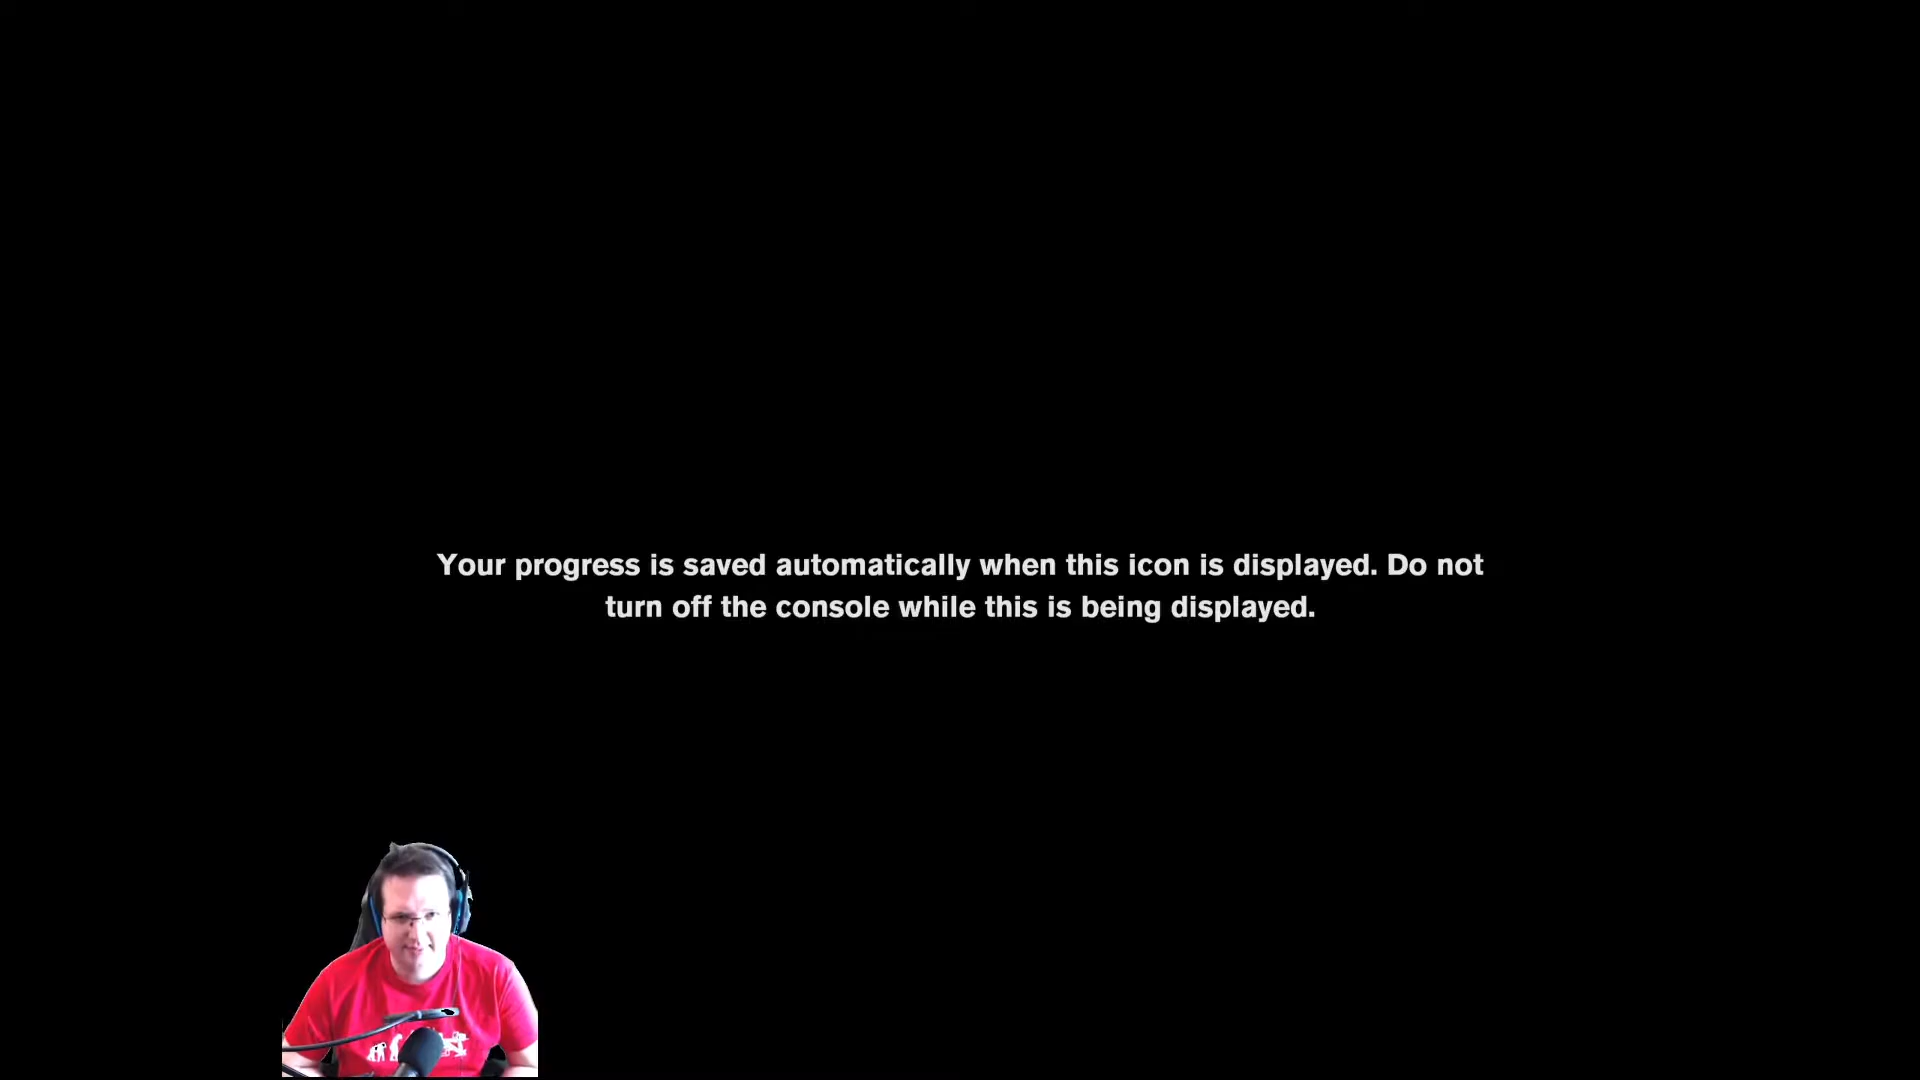 Your progress is saved automatically when this icon is displayed. Do not
turn off the console while this is being displayed.